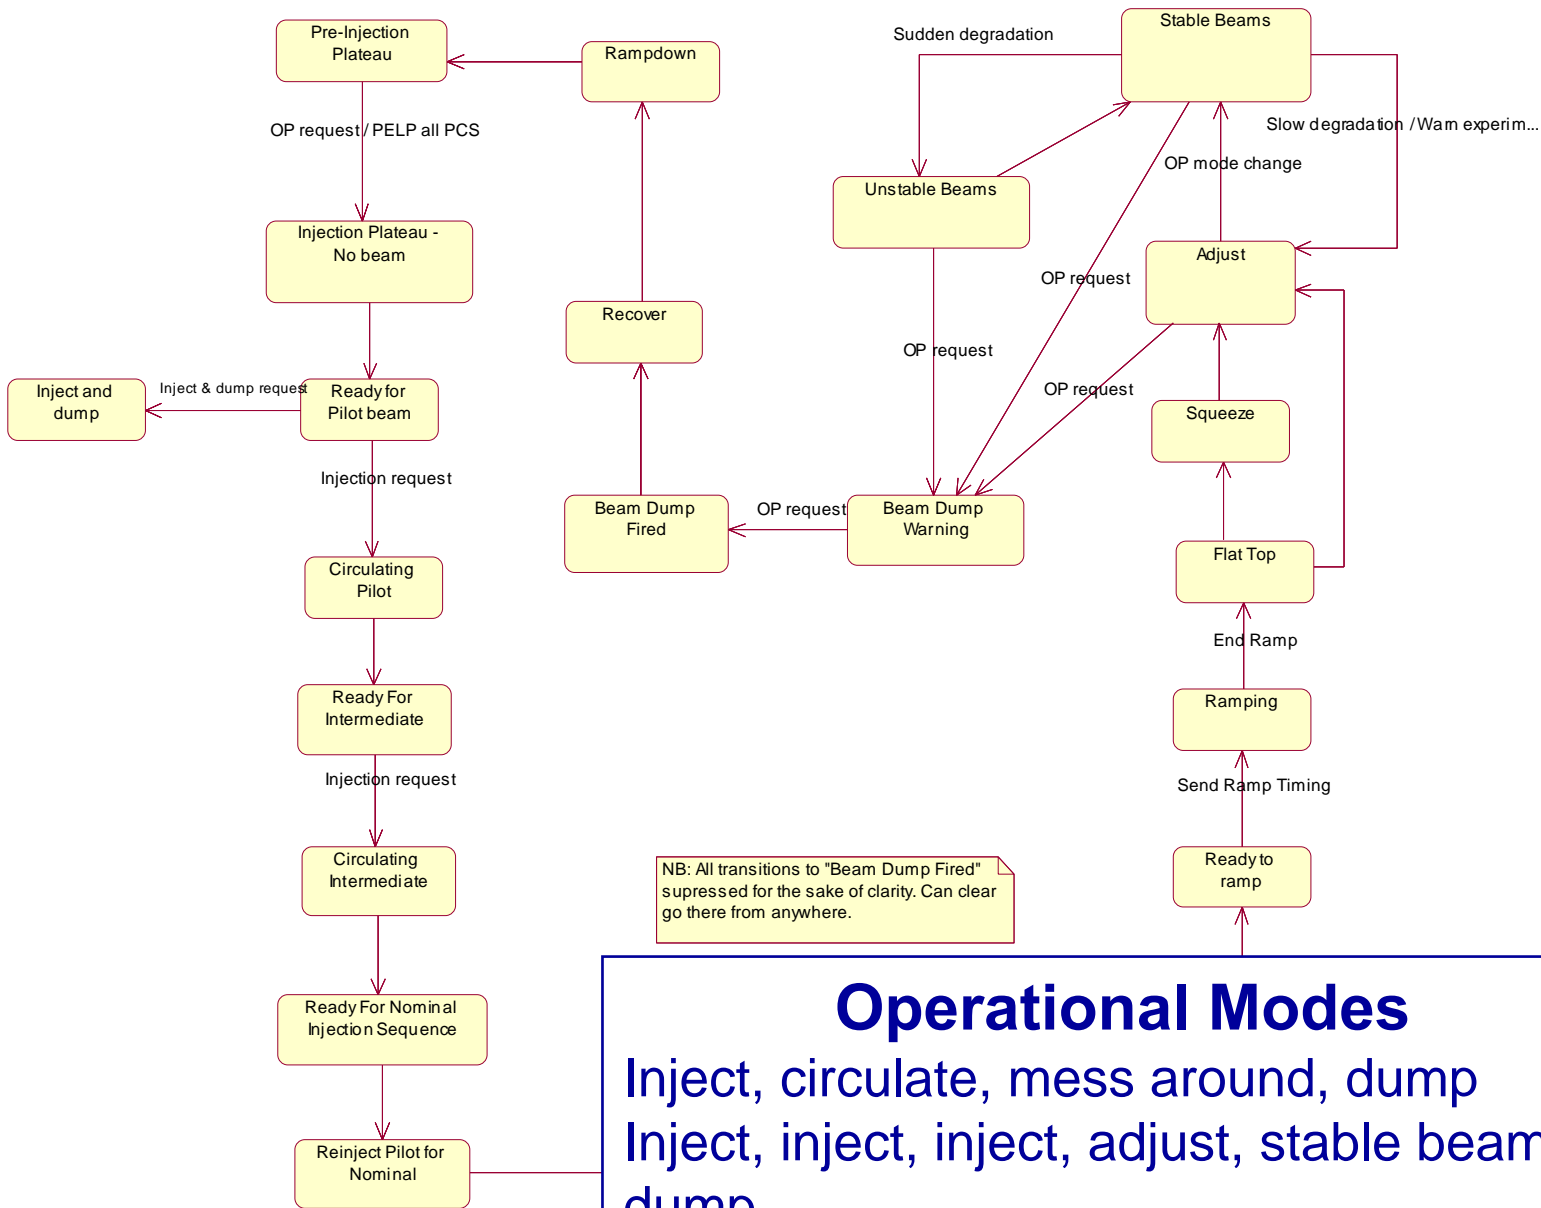 Pre-Injection
Plateau
Rampdown
Sudden degradation
Stable Beams
OP request / PELP all PCS
Slow degradation / Warn experim...
OP mode change
Unstable Beams
Injection Plateau -
No beam
Adjust
OP request
Recover
OP request
Inject and
dump
Inject & dump request
Ready for
Pilot beam
OP request
Squeeze
Injection request
Beam Dump
Fired
OP request
Beam Dump
Warning
Circulating
Pilot
Flat Top
End Ramp
Ready For
Intermediate
Ramping
Injection request
Send Ramp Timing
Circulating
Intermediate
NB: All transitions to "Beam Dump Fired"
supressed for the sake of clarity. Can clear
go there from anywhere.
Ready to
ramp
Ready For Nominal
Injection Sequence
Operational Modes
Inject, circulate, mess around, dump
Inject, inject, inject, adjust, stable beam
dump
Reinject Pilot for
Nominal